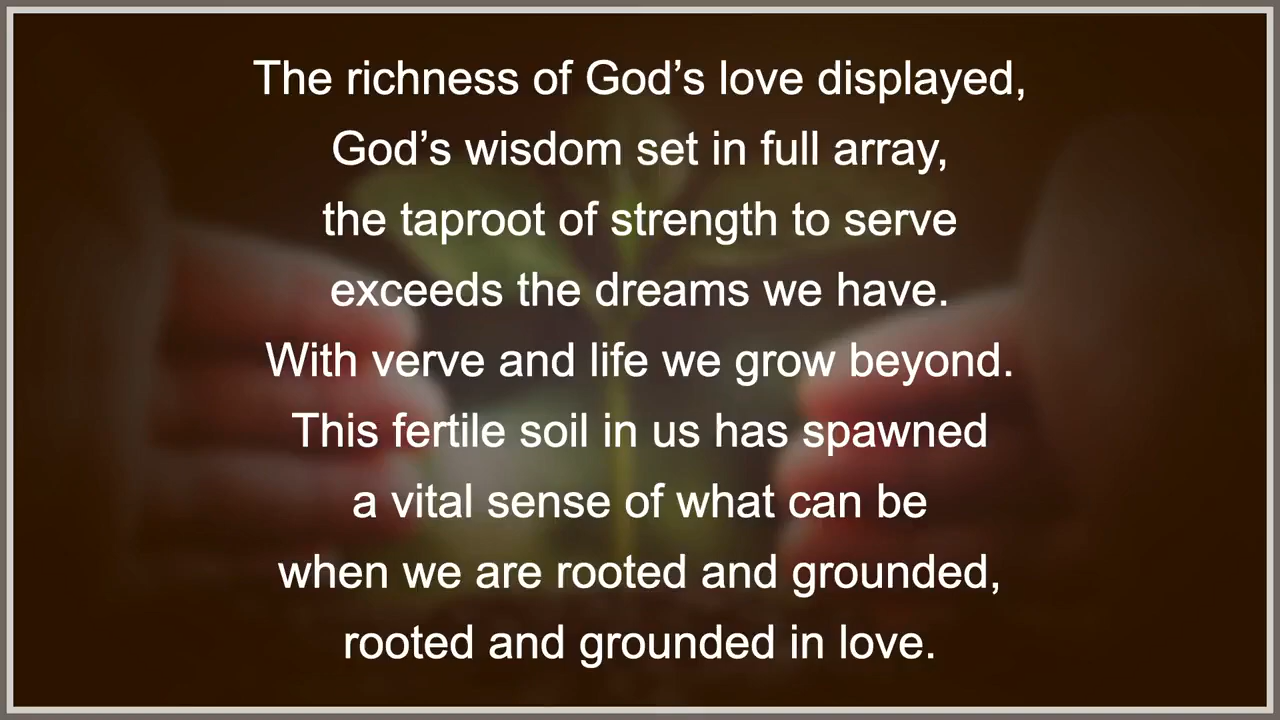 The richness of God’s love displayed,
God’s wisdom set in full array,
the taproot of strength to serve
exceeds the dreams we have.
With verve and life we grow beyond.
This fertile soil in us has spawned
a vital sense of what can be
when we are rooted and grounded,
rooted and grounded in love.